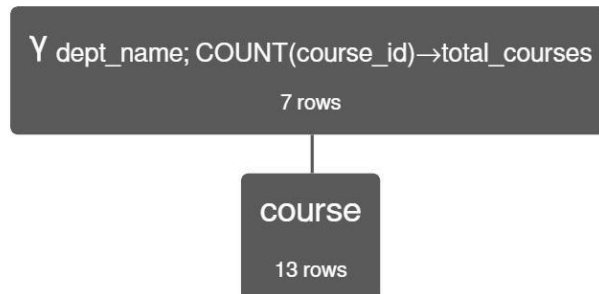 γ dept_name; COUNT(course_id)→total_courses
7 rows
course
13 rows